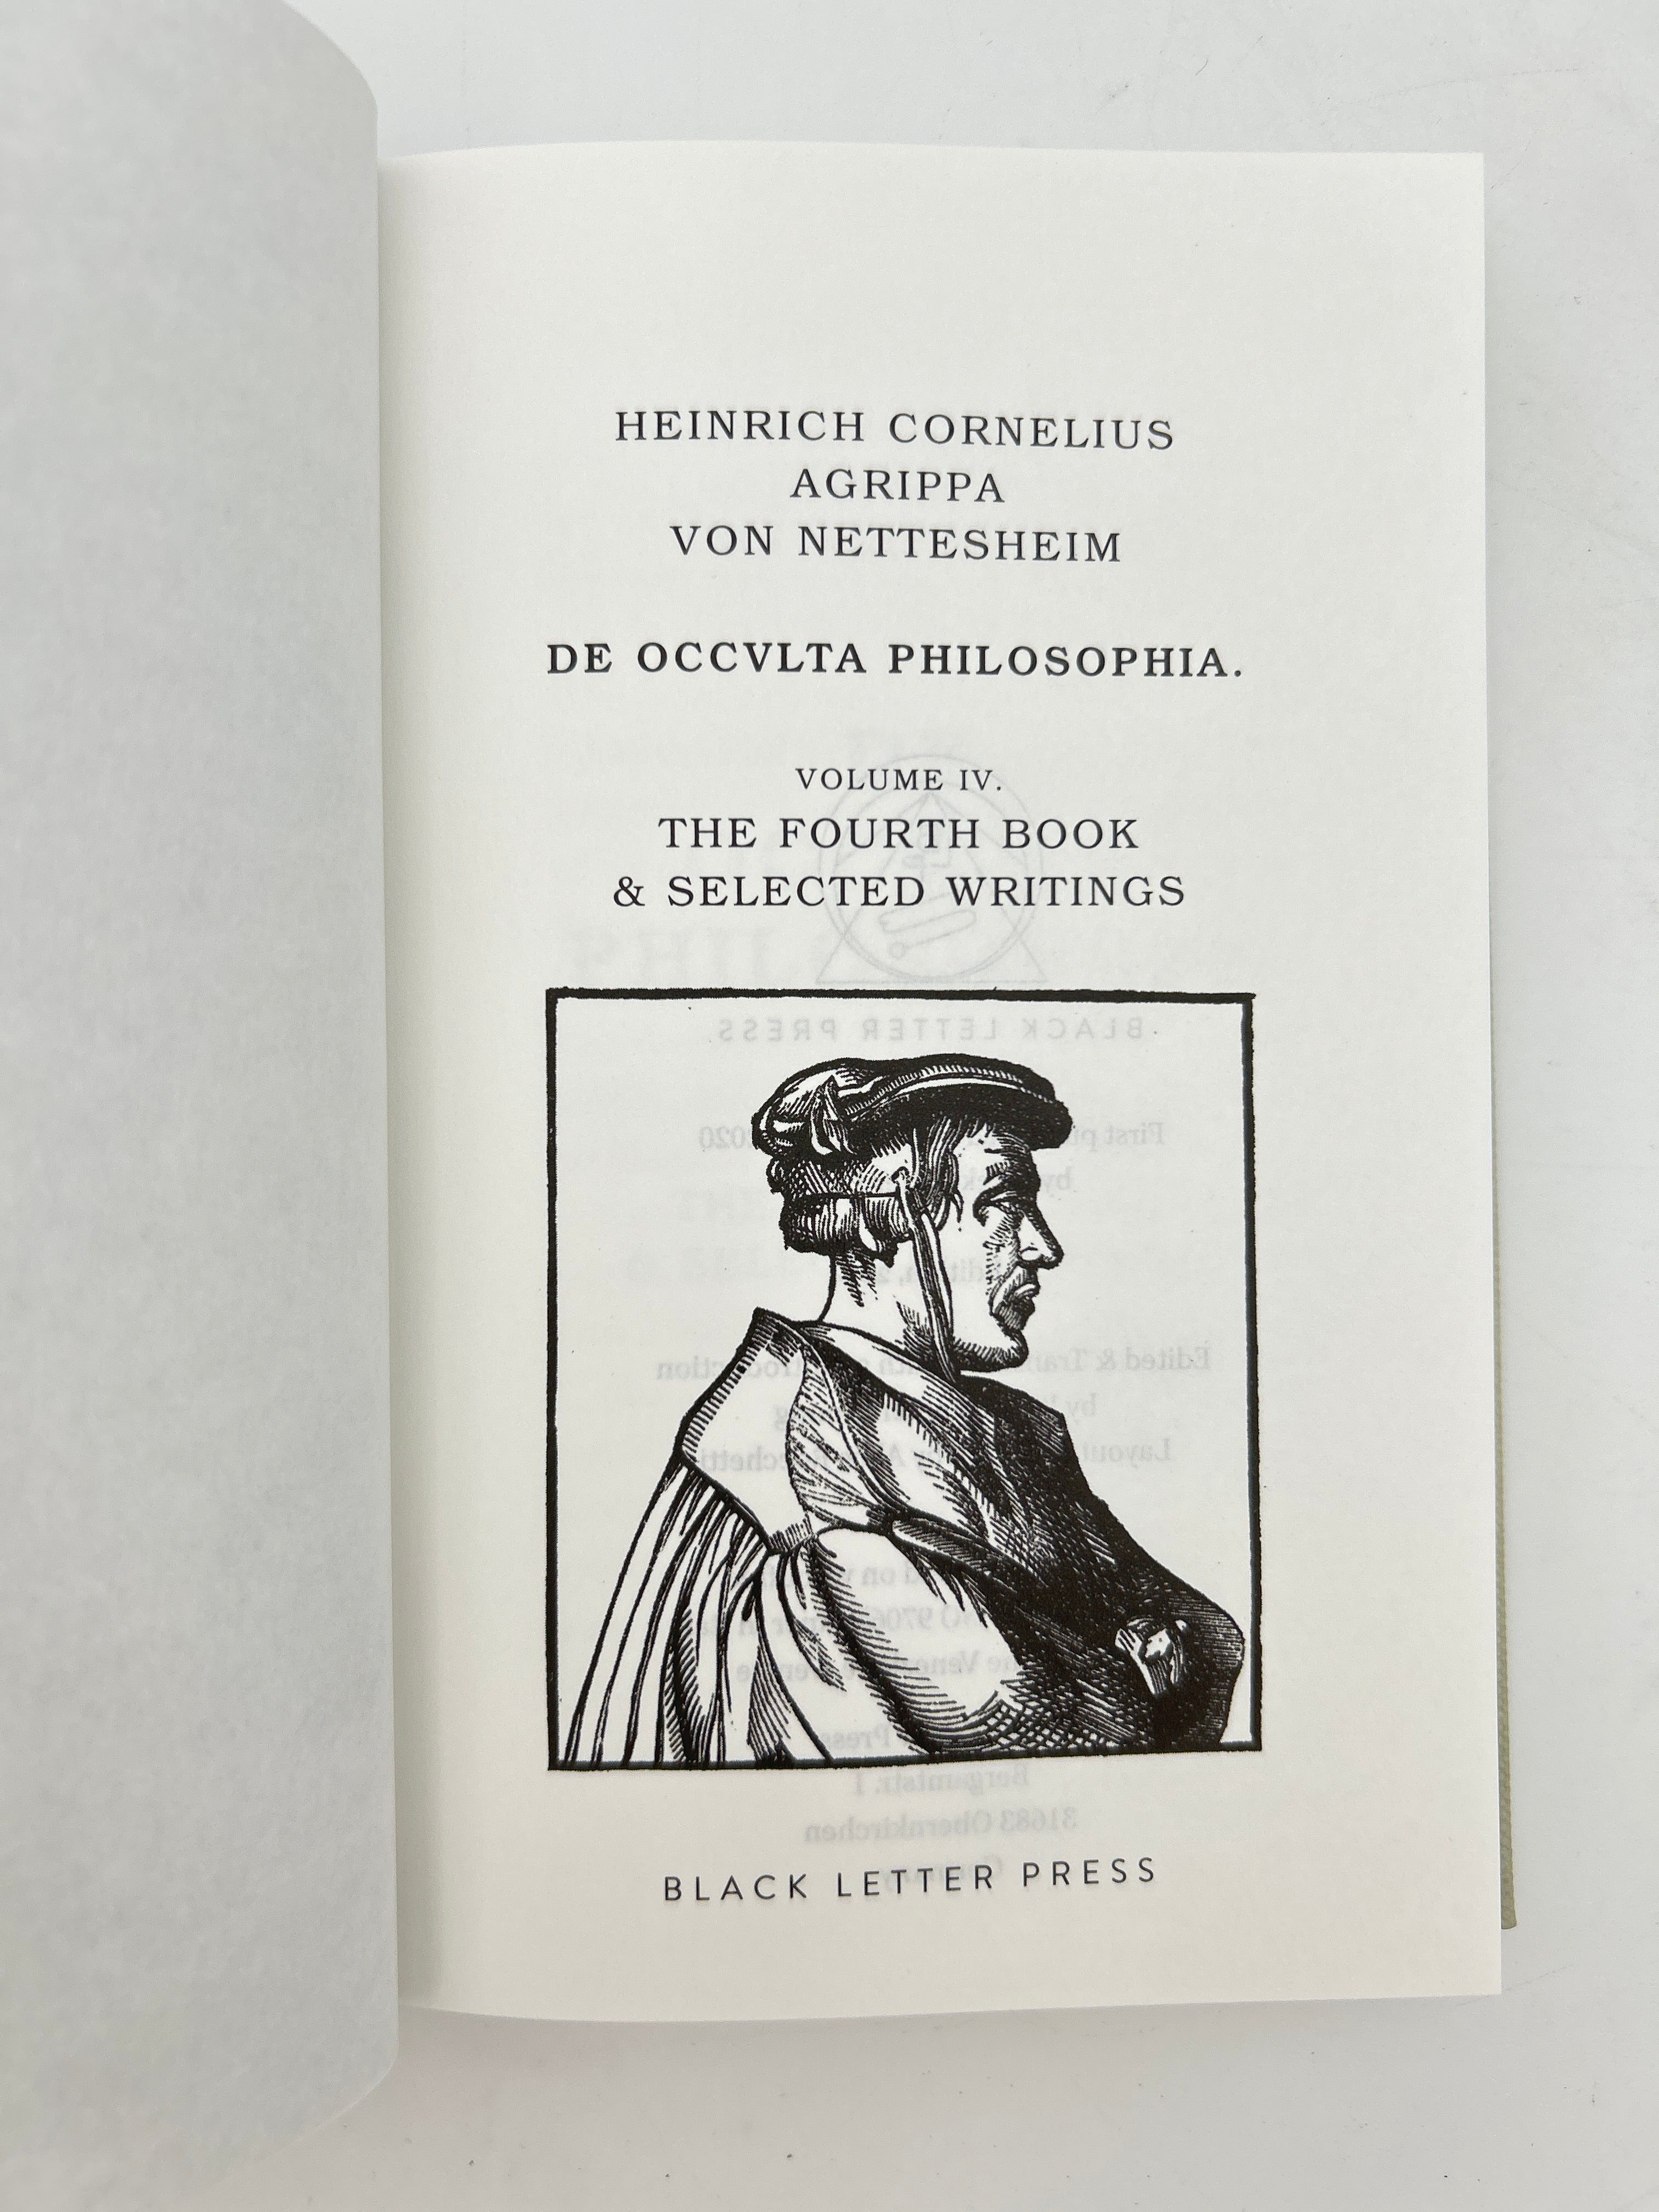 HEINRICH CORNELIUS
AGRIPPA
VON NETTESHEIM
DE OCCVLTA PHILOSOPHIA.
VOLUME IV.
THE FOURTH BOOK
& SELECTED WRITINGS
BLACK LETTER PRESS